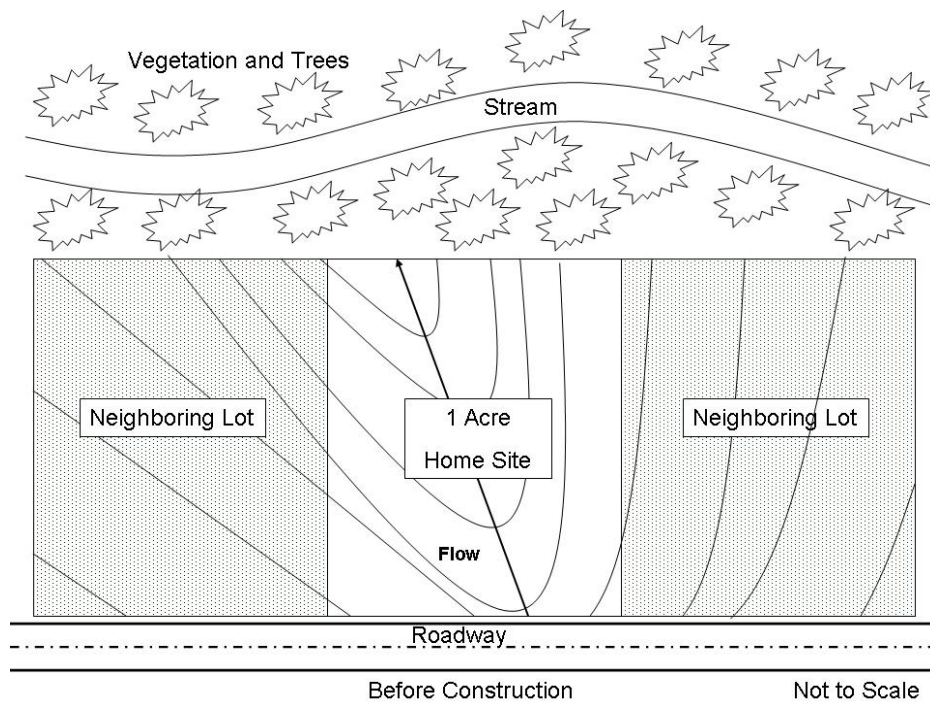 Vegetation and Trees
Stream
Neighboring Lot
1 Acre
Home Site
Neighboring Lot
Flow
Roadway
Before Construction
Not to Scale